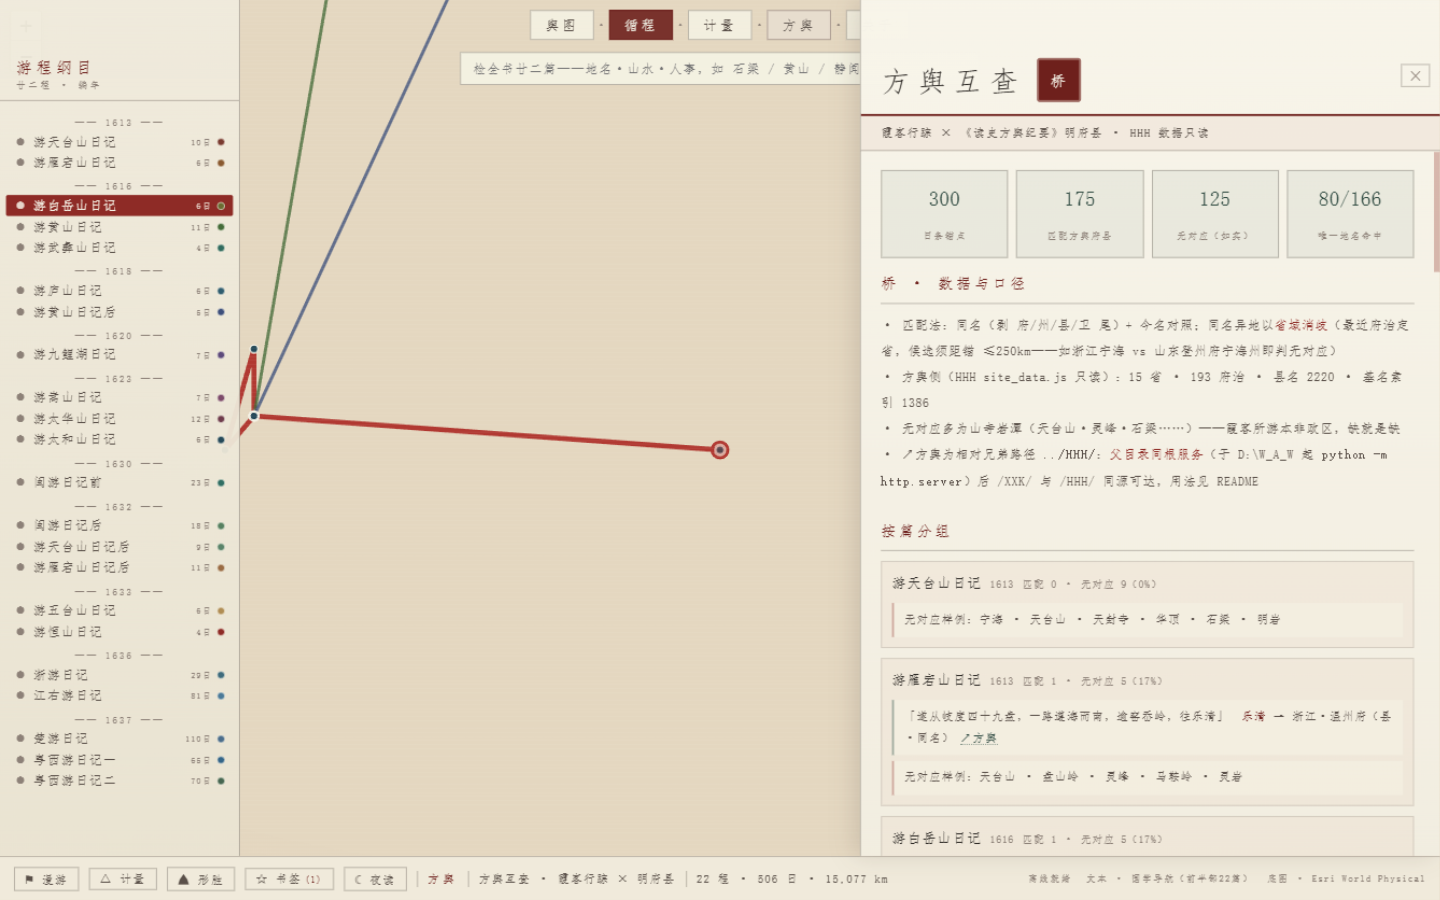 舆图 · 循程 · 计量 · 方舆 ·
检全书廿二篇——地名·山水·人事，如 石梁 / 黄山 / 静闻
游程纲目
廿二程 · 编年
—— 1613 ——
游天台山日记 10日
游雁宕山日记 6日
—— 1616 ——
游白岳山日记 6日
游黄山日记 11日
游武彝山日记 4日
—— 1618 ——
游庐山日记 6日
游黄山日记后 5日
—— 1620 ——
游九鲤湖日记 7日
—— 1623 ——
游嵩山日记 7日
游太华山日记 12日
游太和山日记 6日
—— 1630 ——
闽游日记前 23日
—— 1632 ——
闽游日记后 18日
游天台山日记后 9日
游雁宕山日记后 11日
—— 1633 ——
游五台山日记 6日
游恒山日记 4日
—— 1636 ——
浙游日记 29日
江右游日记 81日
—— 1637 ——
楚游日记 110日
粤西游日记一 66日
粤西游日记二 70日
方舆互查 桥
霞客行踪 × 《读史方舆纪要》明府县 · HHH 数据只读
300
日条锚点
175
匹配方舆府县
125
无对应（如实）
80/166
唯一地名命中
桥 · 数据与口径
· 匹配法: 同名（剥 府/州/县/卫 尾）+ 今名对照; 同名异地以省域消歧（最近府治定
省, 候选须距锚 ≤250km——如浙江宁海 vs 山东登州府宁海州即判无对应）
· 方舆侧（HHH site_data.js 只读）: 15 省 · 193 府治 · 县名 2220 · 基名索
引 1386
· 无对应多为山寺岩潭（天台山·灵峰·石梁……）——霞客所游本非政区, 缺就是缺
· ↗方舆为相对兄弟路径 ../HHH/: 父目录同根服务（于 D:\W_A_W 起 python -m
http.server）后 /XXK/ 与 /HHH/ 同源可达, 用法见 README
按篇分组
游天台山日记 1613 匹配 0 · 无对应 9（0%）
无对应样例: 宁海 · 天台山 · 天封寺 · 华顶 · 石梁 · 明岩
游雁宕山日记 1613 匹配 1 · 无对应 5（17%）
「遂从岐度四十九盘, 一路遵海而南, 逾窑岙岭, 往乐清」 乐清 → 浙江·温州府（县
·同名） ↗方舆
无对应样例: 天台山 · 盘山岭 · 灵峰 · 马鞍岭 · 灵岩
游白岳山日记 1616 匹配 1 · 无对应 5（17%）
⚑ 漫游 △ 计量 ▲ 形胜 ☆ 书签 (1) ☾ 夜读 方舆 方舆互查 · 霞客行踪 × 明府县 22 程 · 506 日 · 15,077 km
离线就绪 文本 · 国学导航（前半部22篇） 底图 · Esri World Physical